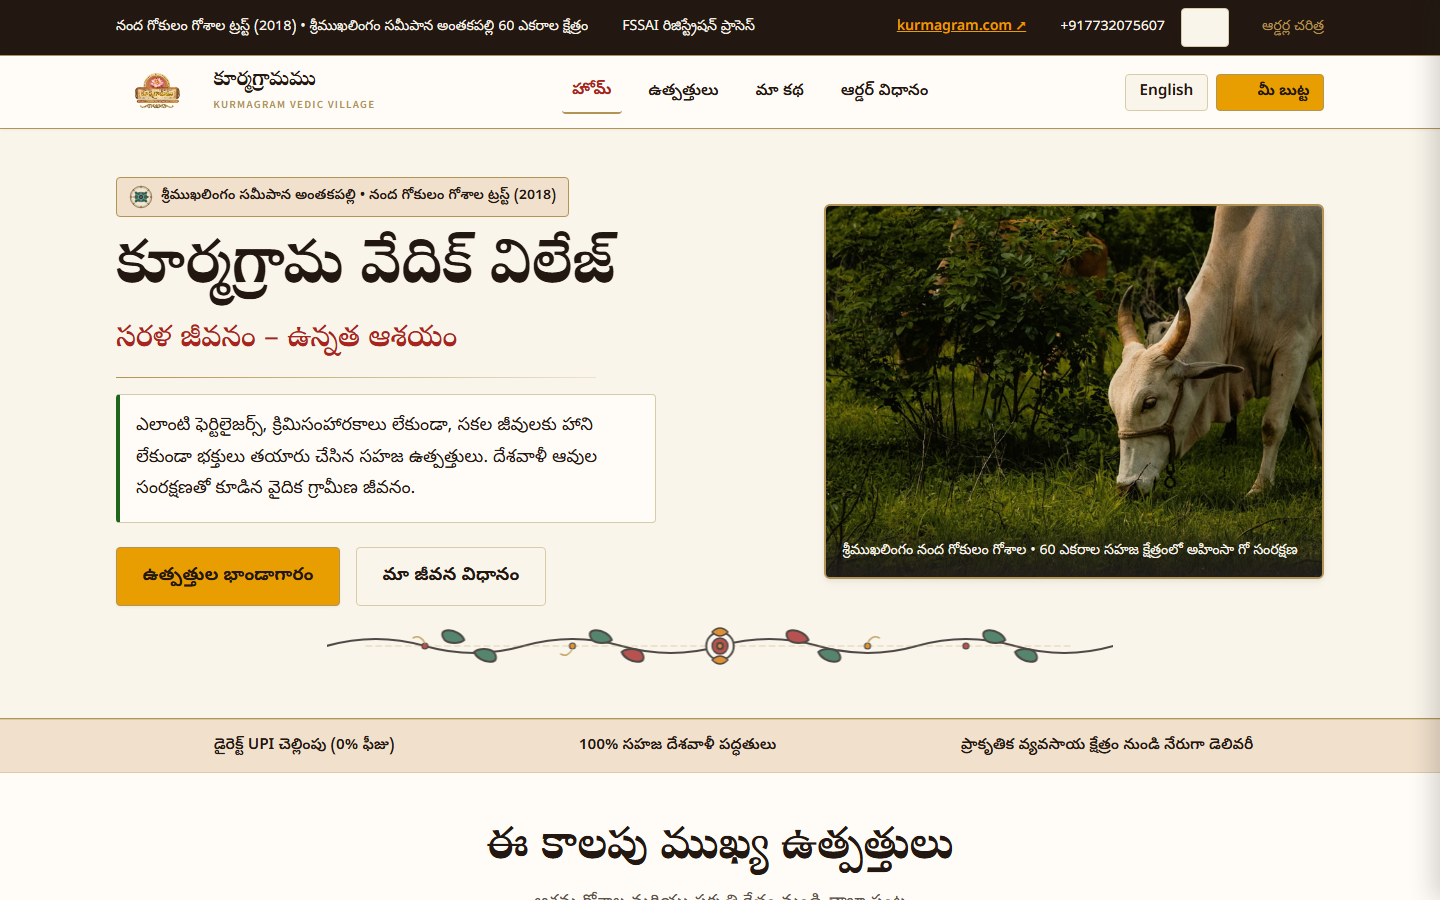 నంద గోకులం గోశాల ట్రస్ట్ (2018) • శ్రీముఖలింగం సమీపాన అంతకపల్లి 60 ఎకరాల క్షేత్రం
FSSAI రిజిస్ట్రేషన్ ప్రాసెస్
kurmagram.com ↗
+917732075607
ఆర్డర్ల చరిత్ర
కూర్మగ్రామము
KURMAGRAM VEDIC VILLAGE
హోమ్
ఉత్పత్తులు
మా కథ
ఆర్డర్ విధానం
English
మీ బుట్ట
శ్రీముఖలింగం సమీపాన అంతకపల్లి • నంద గోకులం గోశాల ట్రస్ట్ (2018)
కూర్మగ్రామ వేదిక్ విలేజ్
సరళ జీవనం – ఉన్నత ఆశయం
ఎలాంటి ఫెర్టిలైజర్స్, క్రిమిసంహారకాలు లేకుండా, సకల జీవులకు హాని
లేకుండా భక్తులు తయారు చేసిన సహజ ఉత్పత్తులు. దేశవాళీ ఆవుల
సంరక్షణతో కూడిన వైదిక గ్రామీణ జీవనం.
ఉత్పత్తుల భాండాగారం
మా జీవన విధానం
శ్రీముఖలింగం నంద గోకులం గోశాల • 60 ఎకరాల సహజ క్షేత్రంలో అహింసా గో సంరక్షణ
డైరెక్ట్ UPI చెల్లింపు (0% ఫీజు)
100% సహజ దేశవాళీ పద్ధతులు
ప్రాకృతిక వ్యవసాయ క్షేత్రం నుండి నేరుగా డెలివరీ
ఈ కాలపు ముఖ్య ఉత్పత్తులు